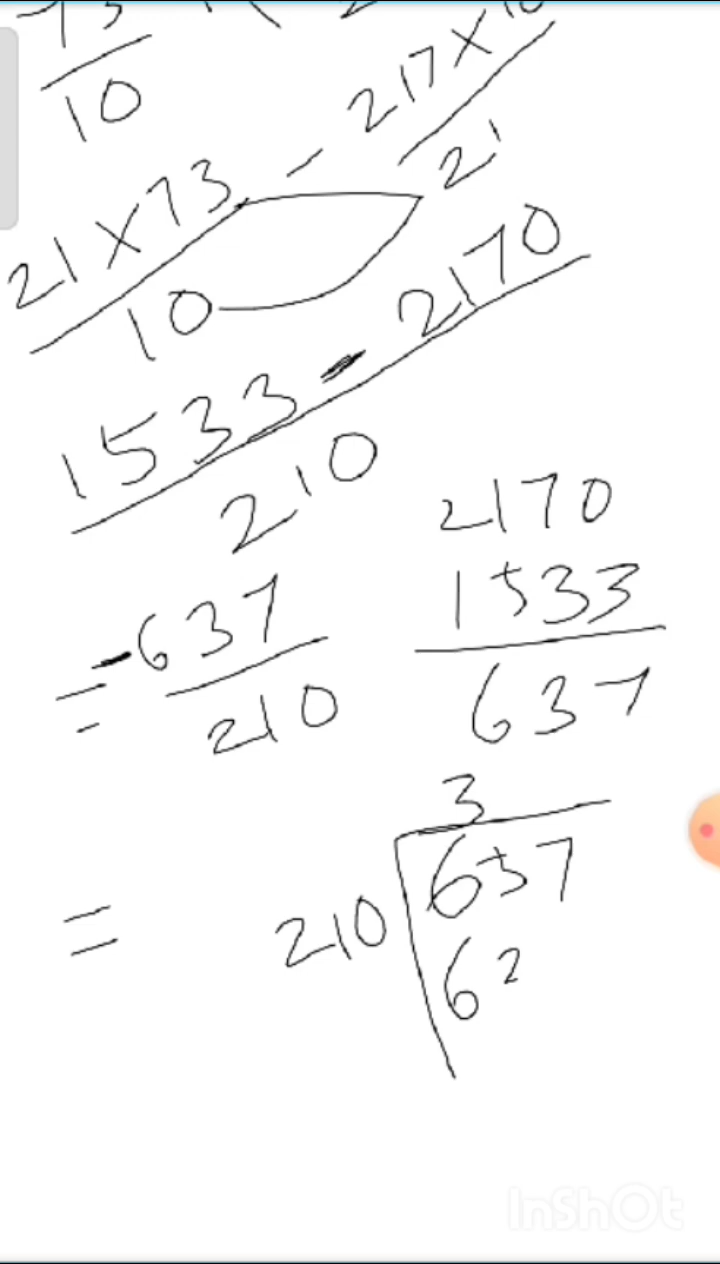 73
10
21 X 73 - 217 X 10
10 21
1533 - 2170
210
2170
1533
637
= -637
210
3
= 210 637
62
InShOt